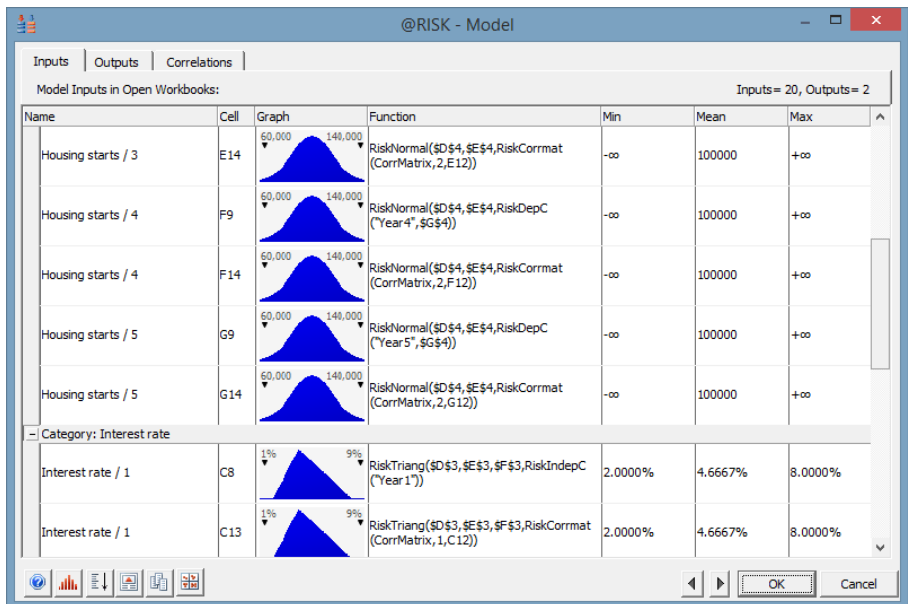 @RISK - Model
Inputs Outputs Correlations
Model Inputs in Open Workbooks: Inputs= 20, Outputs= 2
Name Cell Graph Function Min Mean Max
60,000 140,000
Housing starts / 3 E14 RiskNormal($D$4,$E$4,RiskCorrmat -∞ 100000 +∞
(CorrMatrix,2,E12))
60,000 140,000
Housing starts / 4 F9 RiskNormal($D$4,$E$4,RiskDepC -∞ 100000 +∞
("Year4",$G$4))
60,000 140,000
Housing starts / 4 F14 RiskNormal($D$4,$E$4,RiskCorrmat -∞ 100000 +∞
(CorrMatrix,2,F12))
60,000 140,000
Housing starts / 5 G9 RiskNormal($D$4,$E$4,RiskDepC -∞ 100000 +∞
("Year5",$G$4))
60,000 140,000
Housing starts / 5 G14 RiskNormal($D$4,$E$4,RiskCorrmat -∞ 100000 +∞
(CorrMatrix,2,G12))
Category: Interest rate
1% 9%
Interest rate / 1 C8 RiskTriang($D$3,$E$3,$F$3,RiskIndepC 2.0000% 4.6667% 8.0000%
("Year1"))
1% 9%
Interest rate / 1 C13 RiskTriang($D$3,$E$3,$F$3,RiskCorrmat 2.0000% 4.6667% 8.0000%
(CorrMatrix,1,C12))
OK Cancel